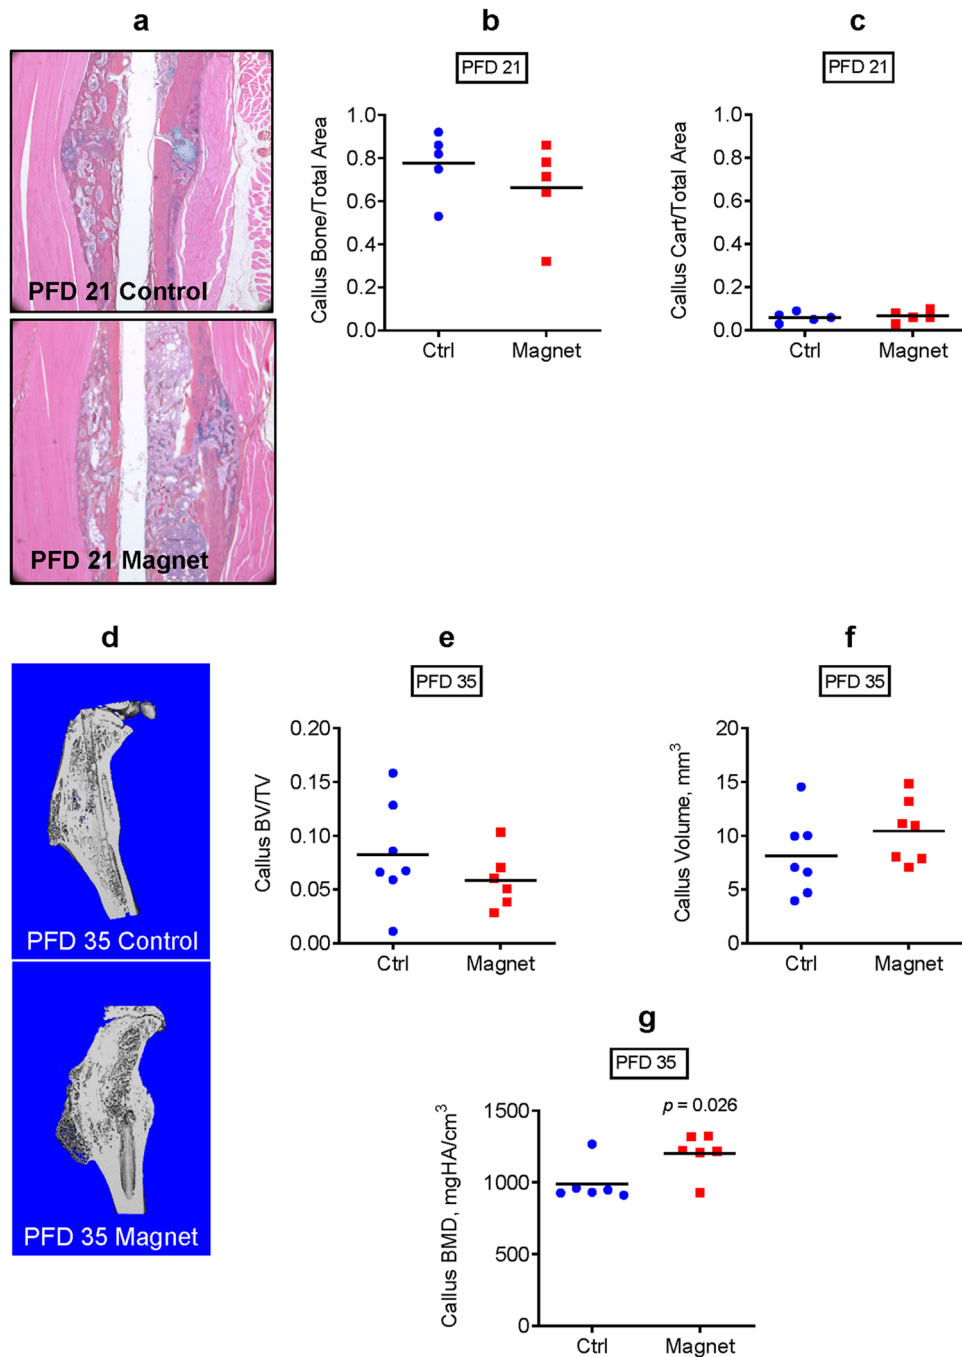 a
PFD 21 Control
PFD 21 Magnet
b
PFD 21
Callus Bone/Total Area
1.0
0.8
0.6
0.4
0.2
0.0
Ctrl
Magnet
c
PFD 21
Callus Cart/Total Area
1.0
0.8
0.6
0.4
0.2
0.0
Ctrl
Magnet
d
PFD 35 Control
PFD 35 Magnet
e
PFD 35
Callus BV/TV
0.20
0.15
0.10
0.05
0.00
Ctrl
Magnet
f
PFD 35
Callus Volume, mm³
20
15
10
5
0
Ctrl
Magnet
g
PFD 35
p = 0.026
Callus BMD, mgHA/cm³
1500
1000
500
0
Ctrl
Magnet